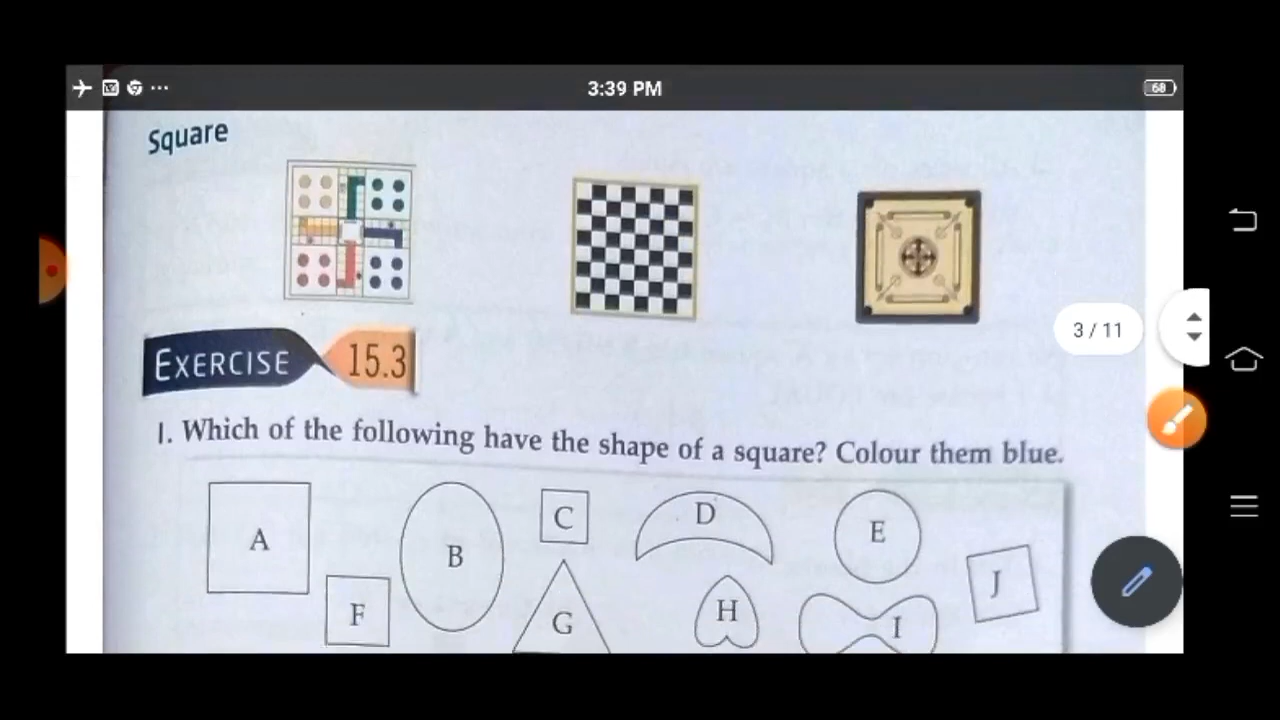 3:39 PM
68
Square
3 / 11
EXERCISE 15.3
1. Which of the following have the shape of a square? Colour them blue.
A
B
C
D
E
F
G
H
I
J